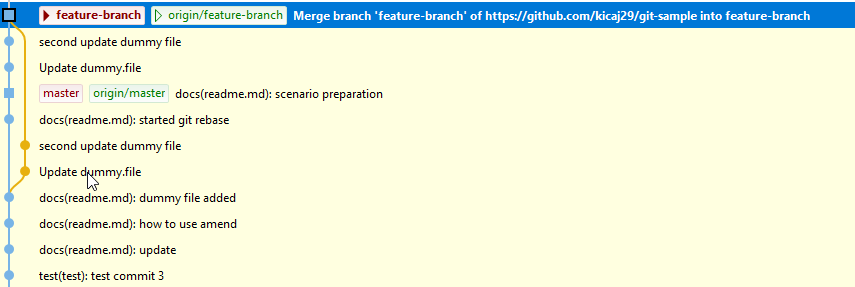 feature-branch origin/feature-branch Merge branch 'feature-branch' of https://github.com/kicaj29/git-sample into feature-branch
second update dummy file
Update dummy.file
master origin/master docs(readme.md): scenario preparation
docs(readme.md): started git rebase
second update dummy file
Update dummy.file
docs(readme.md): dummy file added
docs(readme.md): how to use amend
docs(readme.md): update
test(test): test commit 3